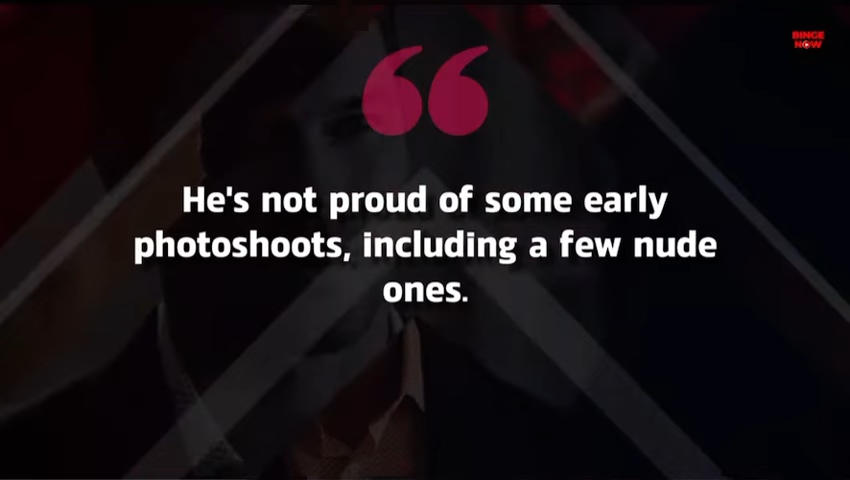 BINGE
NOW
He's not proud of some early
photoshoots, including a few nude
ones.